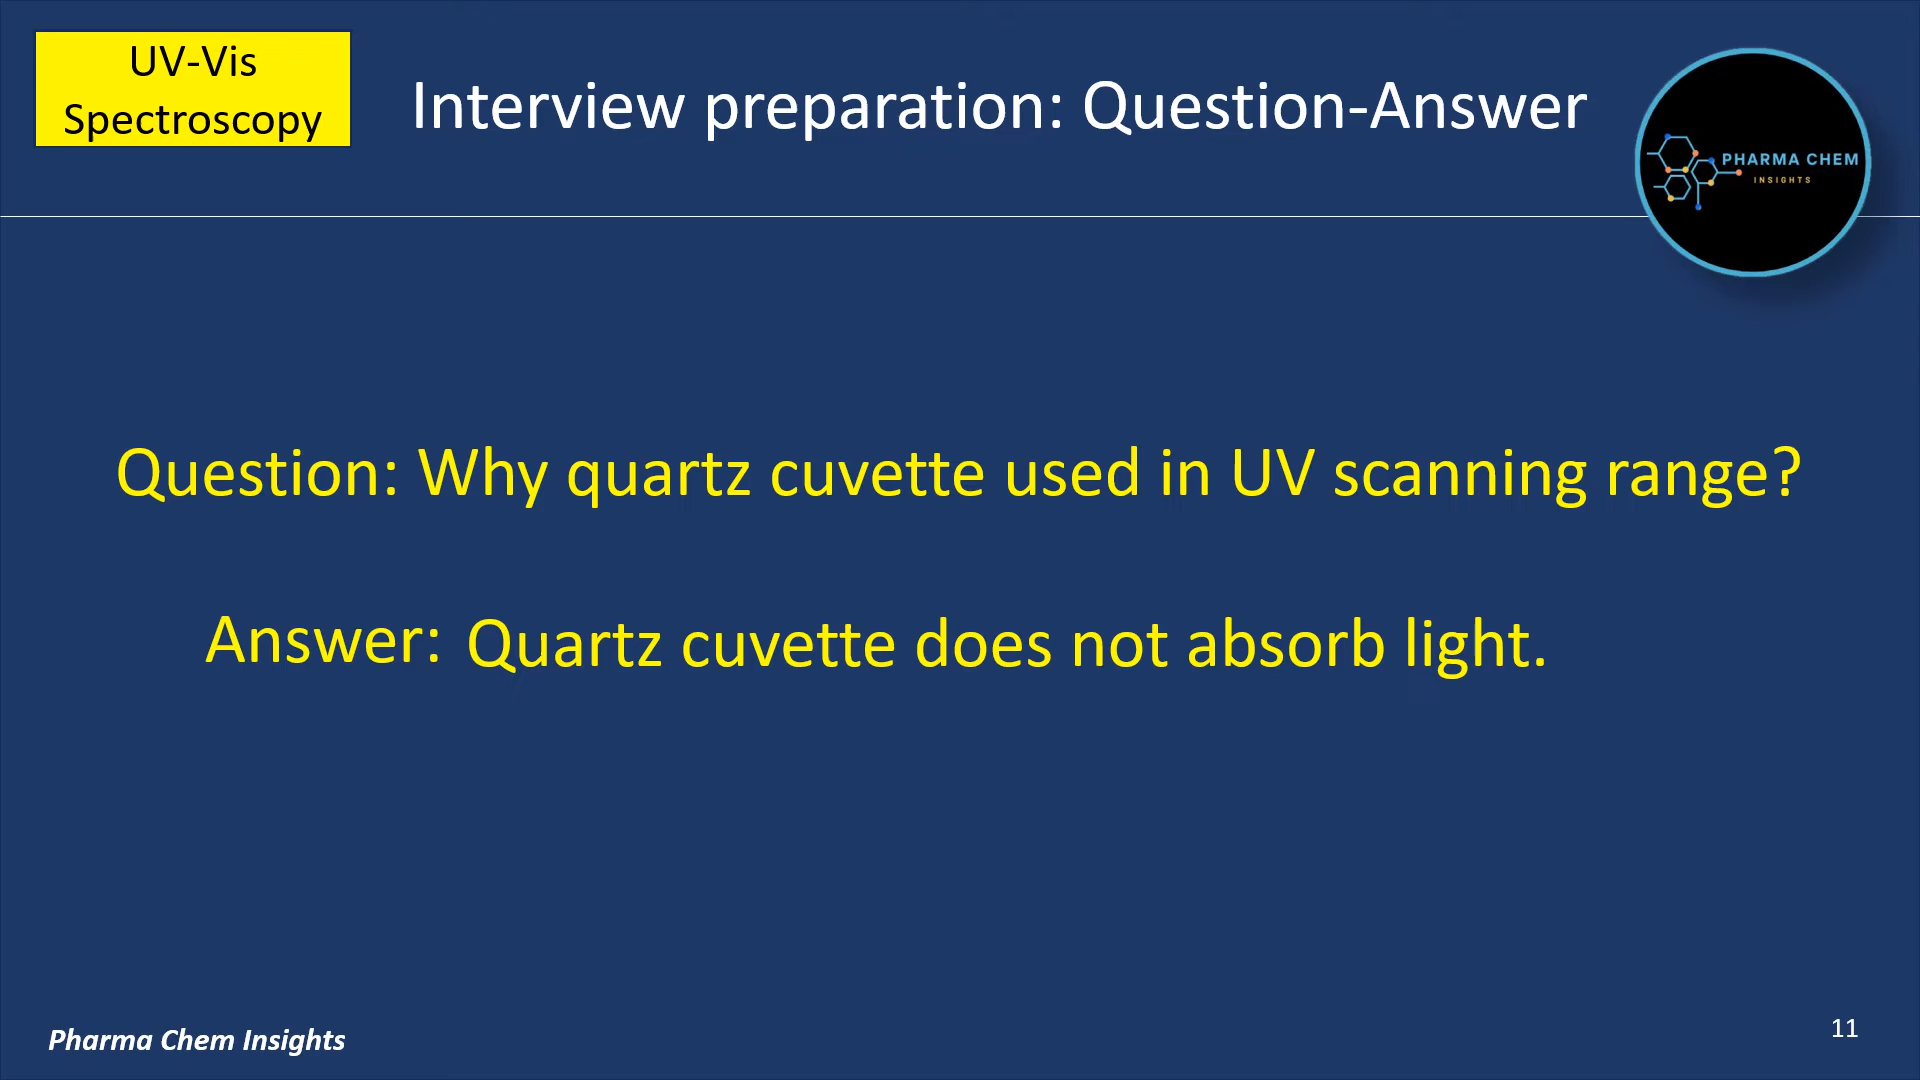 UV-Vis
Spectroscopy
Interview preparation: Question-Answer
PHARMA CHEM
INSIGHTS
Question: Why quartz cuvette used in UV scanning range?
Answer: Quartz cuvette does not absorb light.
Pharma Chem Insights
11